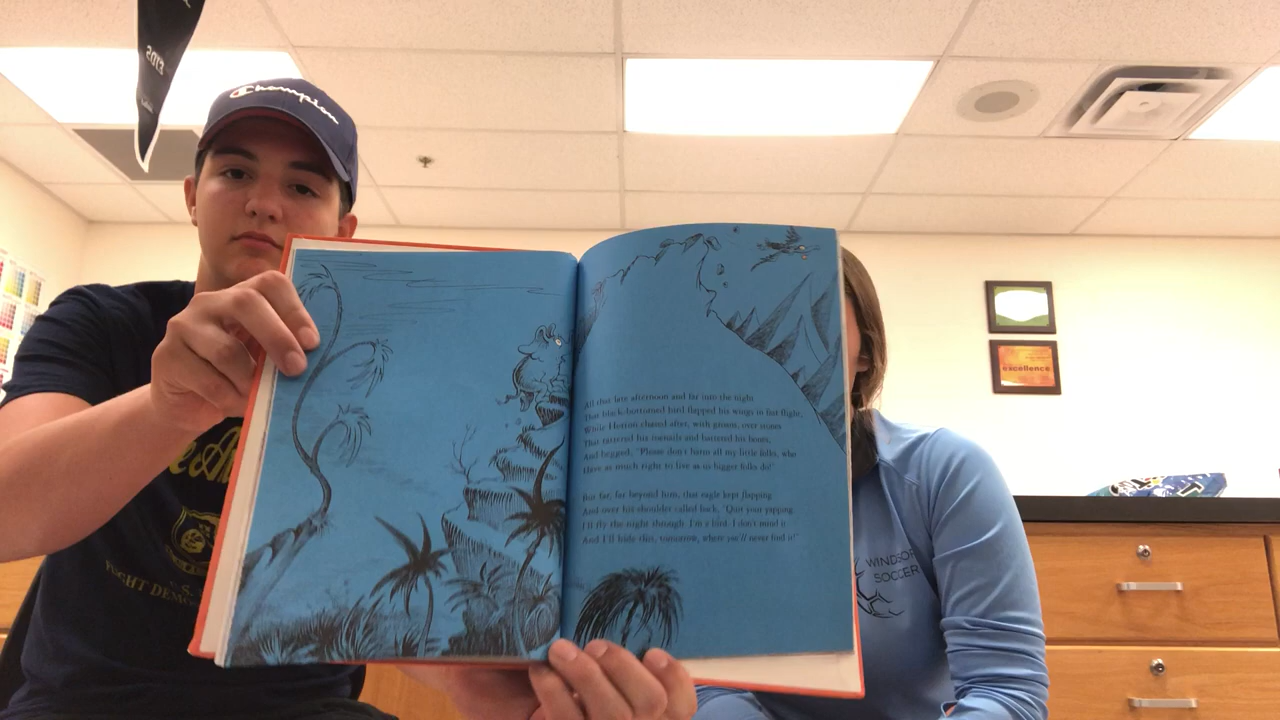 2013
Champion
All that late afternoon and far into the night
That black-bottomed bird flapped his wings in fast flight,
While Horton chased after, with groans, over stones
That tattered his toenails and battered his bones,
And begged, "Please don't harm all my little folks, who
Have as much right to live as us bigger folks do!"
But far, far beyond him, that eagle kept flapping
And over his shoulder called back, "Quit your yapping.
I'll fly the night through. I'm a bird. I don't mind it.
And I'll hide this, tomorrow, where you'll never find it!"
excellence
WINDSOR
SOCCER
U.S.